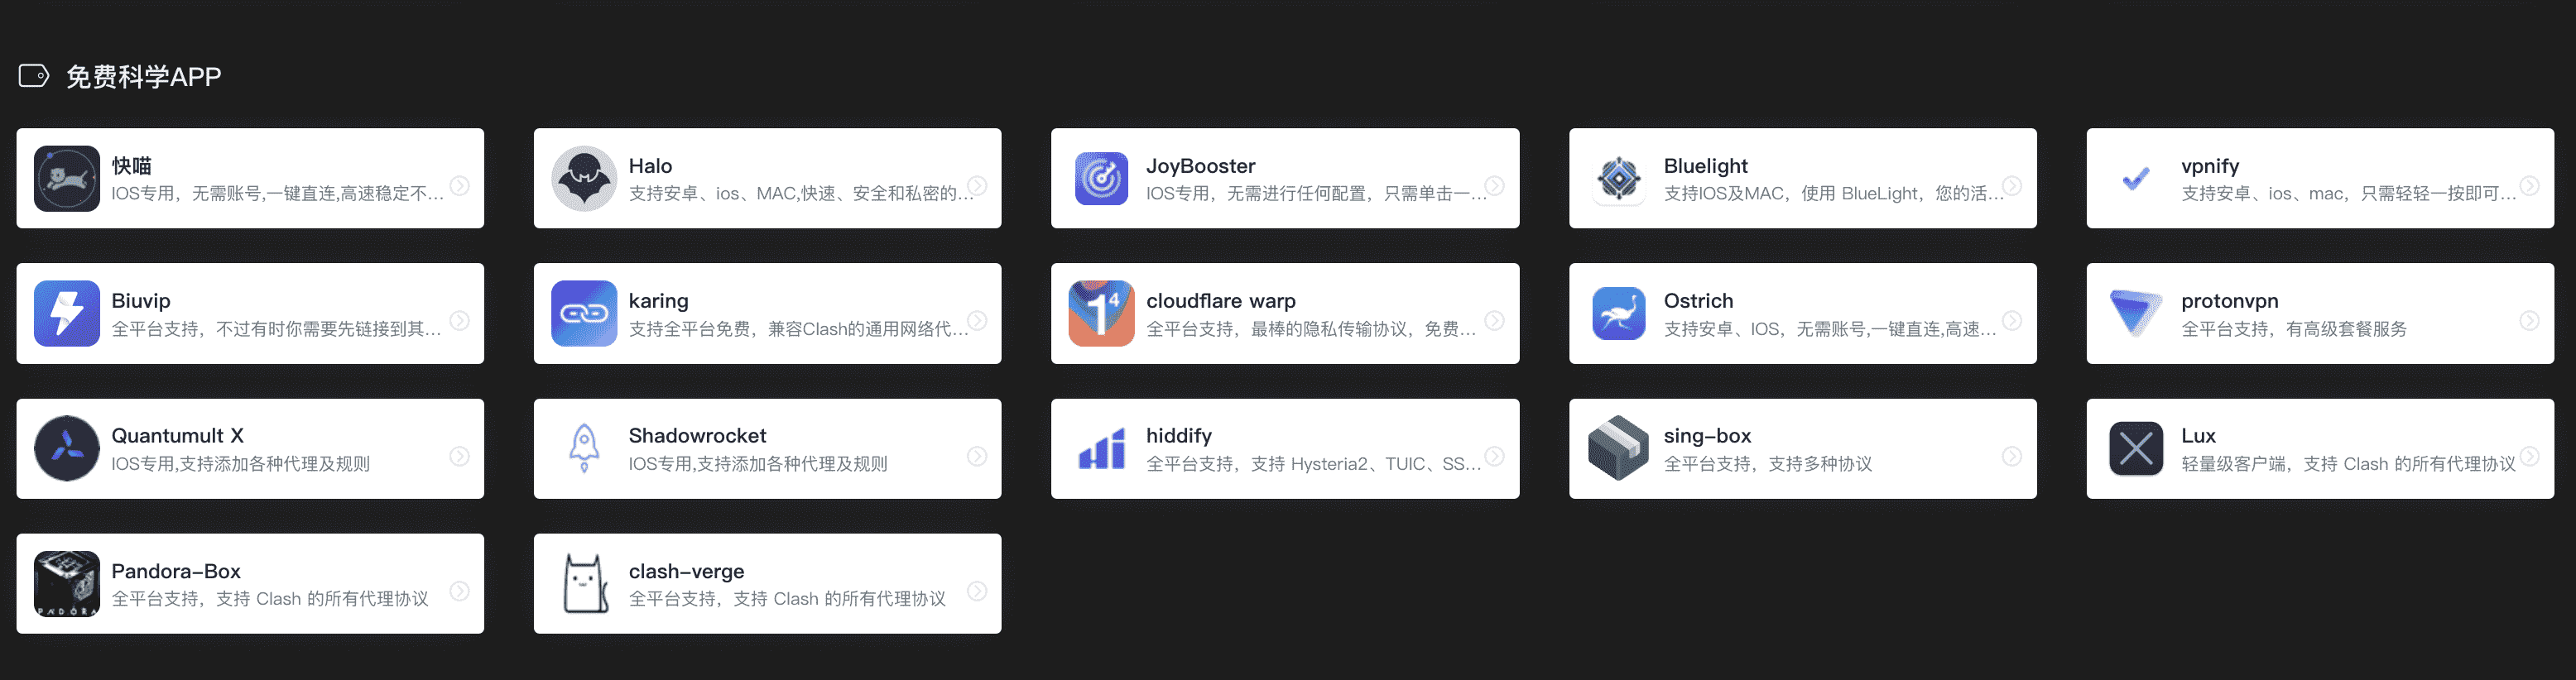 免费科学APP
快喵
IOS专用，无需账号,一键直连,高速稳定不...
Halo
支持安卓、ios、MAC,快速、安全和私密的...
JoyBooster
IOS专用，无需进行任何配置，只需单击一...
Bluelight
支持IOS及MAC，使用 BlueLight，您的活...
vpnify
支持安卓、ios、mac，只需轻轻一按即可...
Biuvip
全平台支持，不过有时你需要先链接到其...
karing
支持全平台免费，兼容Clash的通用网络代...
1⁴
cloudflare warp
全平台支持，最棒的隐私传输协议，免费...
Ostrich
支持安卓、IOS，无需账号,一键直连,高速...
protonvpn
全平台支持，有高级套餐服务
Quantumult X
IOS专用,支持添加各种代理及规则
Shadowrocket
IOS专用,支持添加各种代理及规则
hiddify
全平台支持，支持 Hysteria2、TUIC、SS...
sing-box
全平台支持，支持多种协议
Lux
轻量级客户端，支持 Clash 的所有代理协议
PANDORA
Pandora-Box
全平台支持，支持 Clash 的所有代理协议
clash-verge
全平台支持，支持 Clash 的所有代理协议